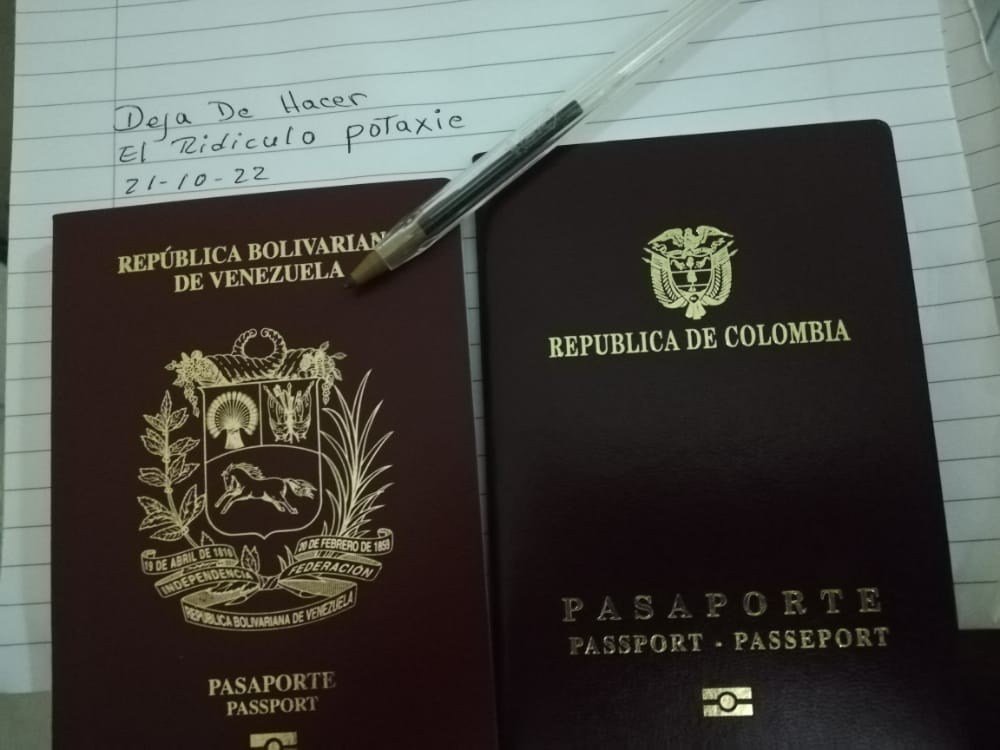 Deja De Hacer
El Ridiculo poTaxie
21-10-22
REPÚBLICA BOLIVARIAN
DE VENEZUELA
19 DE ABRIL DE 1810
20 DE FEBRERO DE 1859
INDEPENDENCIA
FEDERACIÓN
REPÚBLICA BOLIVARIANA DE VENEZUELA
PASAPORTE
PASSPORT
REPUBLICA DE COLOMBIA
PASAPORTE
PASSPORT - PASSEPORT